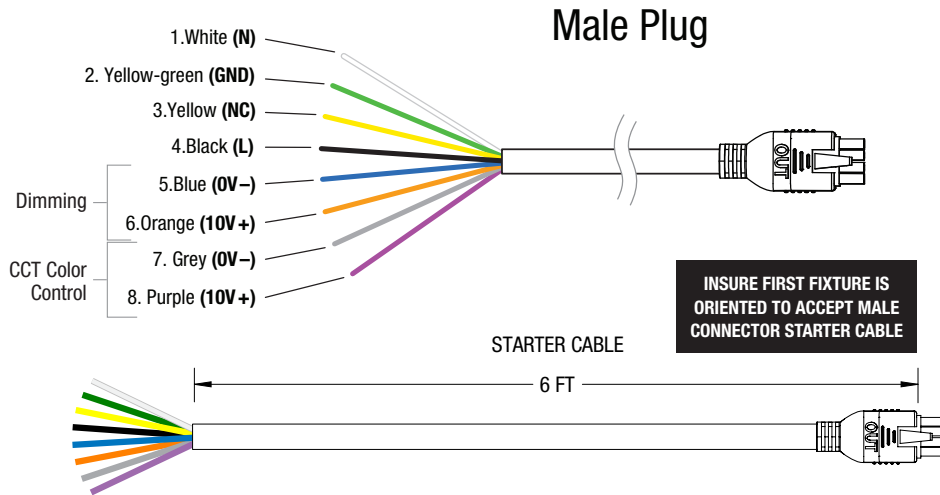 Male Plug
1.White (N)
2. Yellow-green (GND)
3.Yellow (NC)
4.Black (L)
5.Blue (0V–)
6.Orange (10V+)
7. Grey (0V–)
8. Purple (10V+)
Dimming
CCT Color
Control
OUT
INSURE FIRST FIXTURE IS
ORIENTED TO ACCEPT MALE
CONNECTOR STARTER CABLE
STARTER CABLE
6 FT
OUT